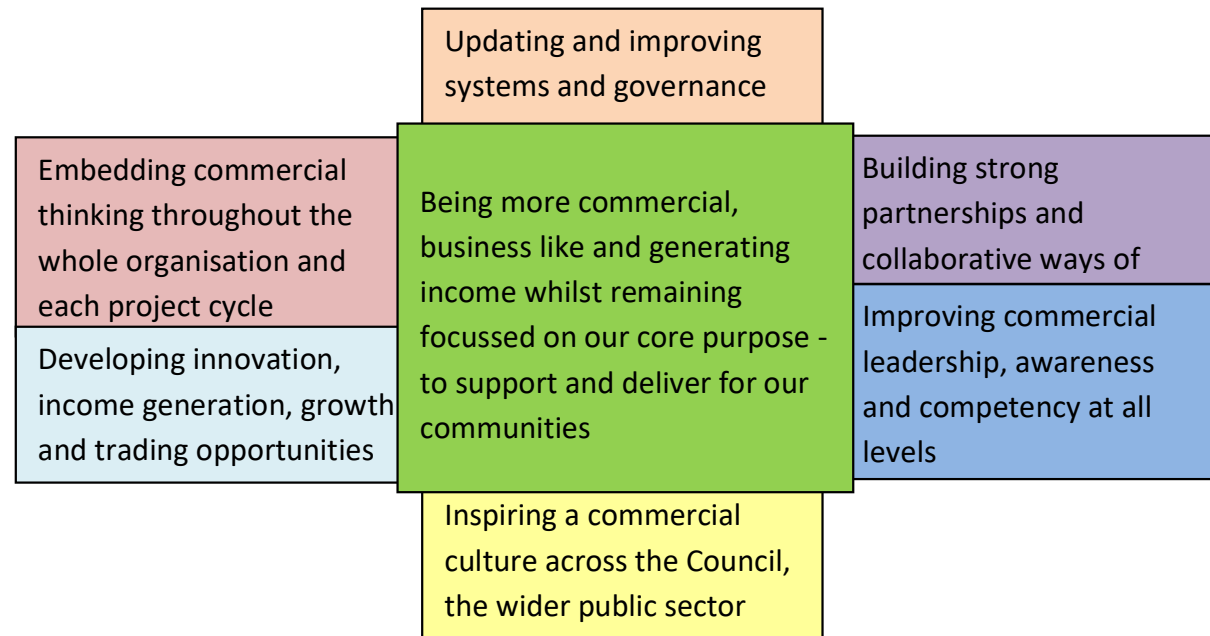 Updating and improving
systems and governance
Embedding commercial
thinking throughout the
whole organisation and
each project cycle
Being more commercial,
business like and generating
income whilst remaining
focussed on our core purpose -
to support and deliver for our
communities
Building strong
partnerships and
collaborative ways of
Developing innovation,
income generation, growth
and trading opportunities
Improving commercial
leadership, awareness
and competency at all
levels
Inspiring a commercial
culture across the Council,
the wider public sector